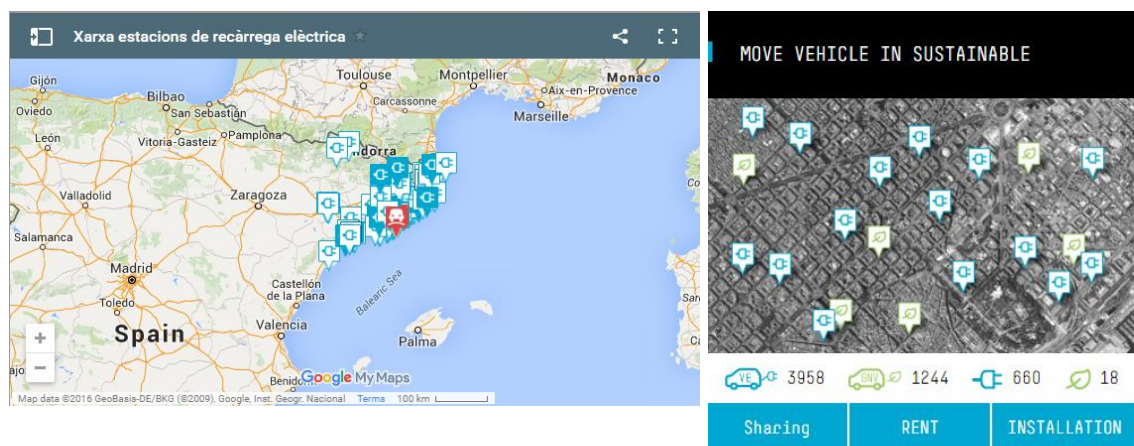 Xarxa estacions de recàrrega elèctrica
Toulouse
Montpellier
Monaco
Gijón
Aix-en-Provence
Bilbao
Carcassonne
Oviedo
San Sebastián
Marseille
León
Vitoria-Gasteiz
Pamplona
ndorra
Valladolid
Zaragoza
Salamanca
Madrid
Castellón
de la Plana
Balearic Sea
Toledo
Spain
Valencia
Palma
Benido
Google My Maps
Map data ©2016 GeoBasis-DE/BKG (©2009), Google, Inst. Geogr. Nacional Terms 100 km
MOVE VEHICLE IN SUSTAINABLE
VE 3958 GNV 1244 660 18
Sharing RENT INSTALLATION